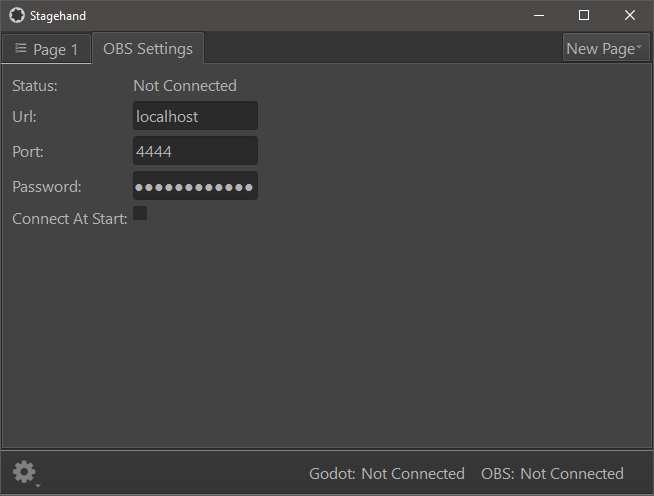 Stagehand
Page 1 OBS Settings New Page
Status: Not Connected
Url: localhost
Port: 4444
Password: ●●●●●●●●●●●●
Connect At Start:
Godot: Not Connected OBS: Not Connected